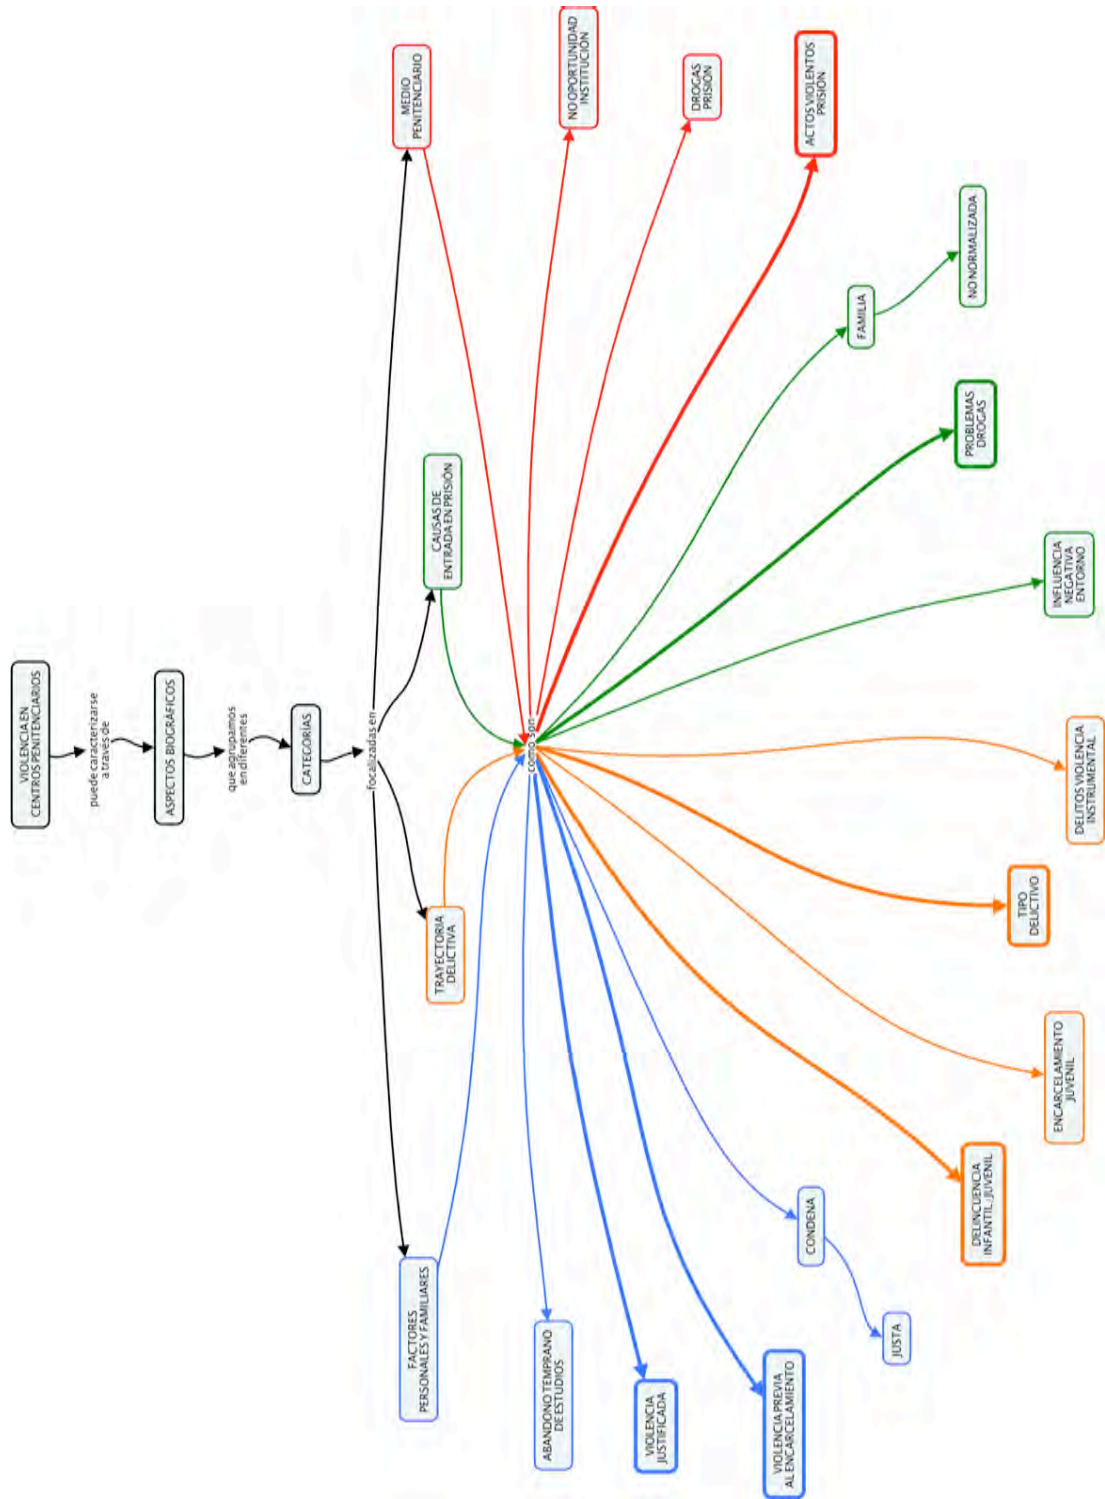 VIOLENCIA EN
CENTROS PENITENCIARIOS
puede caracterizarse
a través de
ASPECTOS BIOGRÁFICOS
que agrupamos
en diferentes
CATEGORÍAS
focalizadas en
FACTORES
PERSONALES Y FAMILIARES
TRAYECTORIA
DELICTIVA
CAUSAS DE
ENTRADA EN PRISIÓN
MEDIO
PENITENCIARIO
como son
ABANDONO TEMPRANO
DE ESTUDIOS
VIOLENCIA
JUSTIFICADA
VIOLENCIA PREVIA
AL ENCARCELAMIENTO
CONDENA
JUSTA
DELINCUENCIA
INFANTIL-JUVENIL
ENCARCELAMIENTO
JUVENIL
TIPO
DELICTIVO
DELITOS VIOLENCIA
INSTRUMENTAL
INFLUENCIA
NEGATIVA
ENTORNO
PROBLEMAS
DROGAS
FAMILIA
NO NORMALIZADA
ACTOS VIOLENTOS
PRISIÓN
DROGAS
PRISIÓN
NO OPORTUNIDAD
INSTITUCIÓN